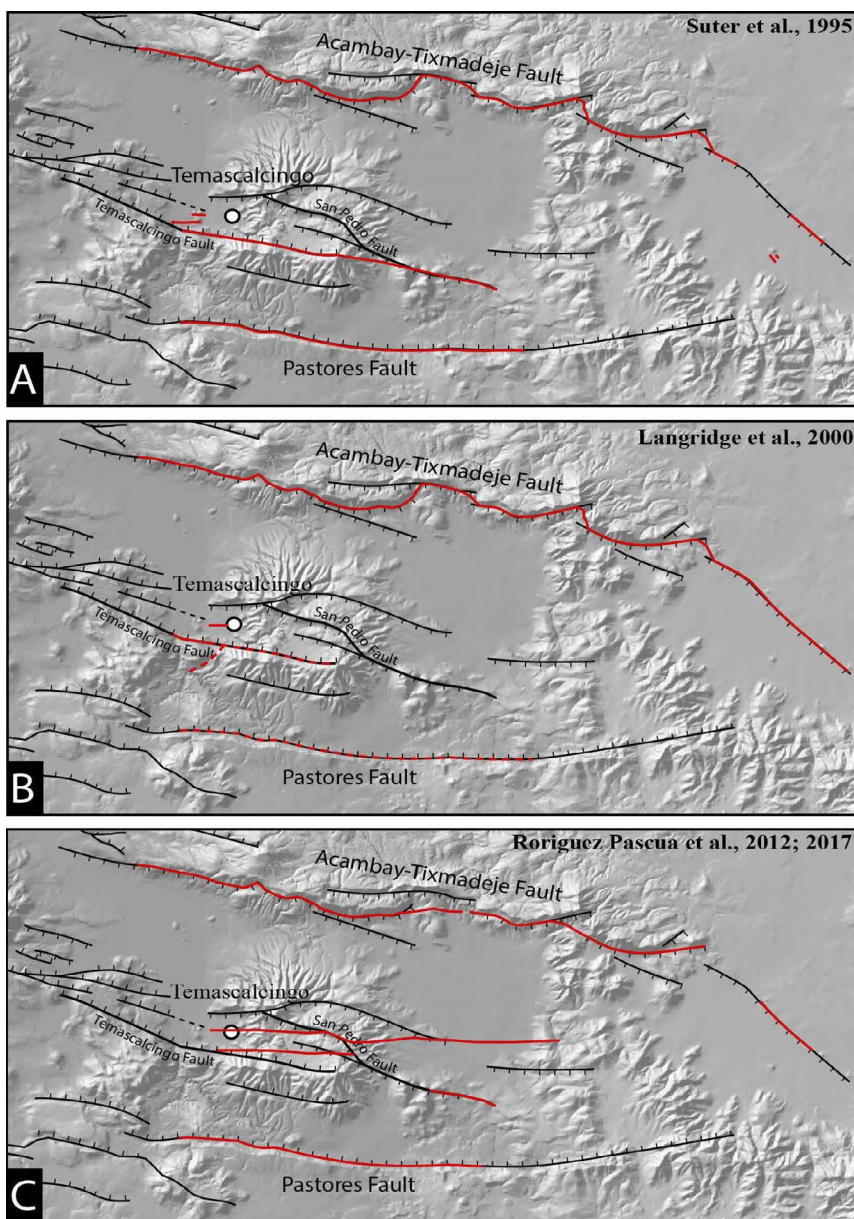 Suter et al., 1995
Acambay-Tixmadeje Fault
Temascalcingo
San Pedro Fault
Temascalcingo Fault
Pastores Fault
A
Langridge et al., 2000
Acambay-Tixmadeje Fault
Temascalcingo
San Pedro Fault
Temascalcingo Fault
Pastores Fault
B
Roriguez Pascua et al., 2012; 2017
Acambay-Tixmadeje Fault
Temascalcingo
San Pedro Fault
Temascalcingo Fault
Pastores Fault
C